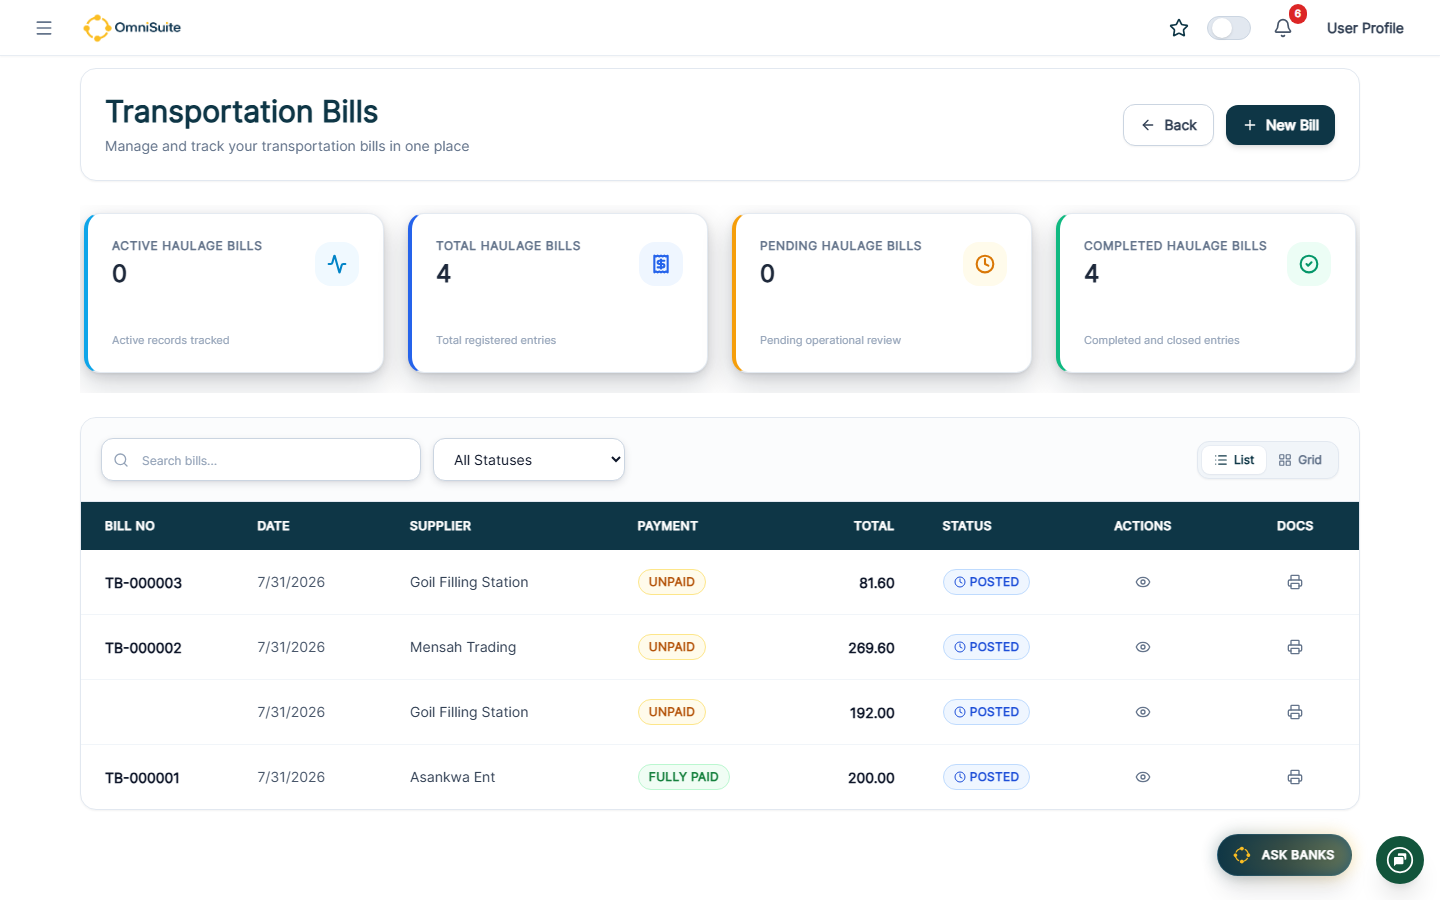 OmniSuite
6
User Profile
Transportation Bills
Manage and track your transportation bills in one place
Back
New Bill
ACTIVE HAULAGE BILLS
0
Active records tracked
TOTAL HAULAGE BILLS
4
Total registered entries
PENDING HAULAGE BILLS
0
Pending operational review
COMPLETED HAULAGE BILLS
4
Completed and closed entries
Search bills...
All Statuses
List
Grid
BILL NO DATE SUPPLIER PAYMENT TOTAL STATUS ACTIONS DOCS
TB-000003 7/31/2026 Goil Filling Station UNPAID 81.60 POSTED
TB-000002 7/31/2026 Mensah Trading UNPAID 269.60 POSTED
7/31/2026 Goil Filling Station UNPAID 192.00 POSTED
TB-000001 7/31/2026 Asankwa Ent FULLY PAID 200.00 POSTED
ASK BANKS